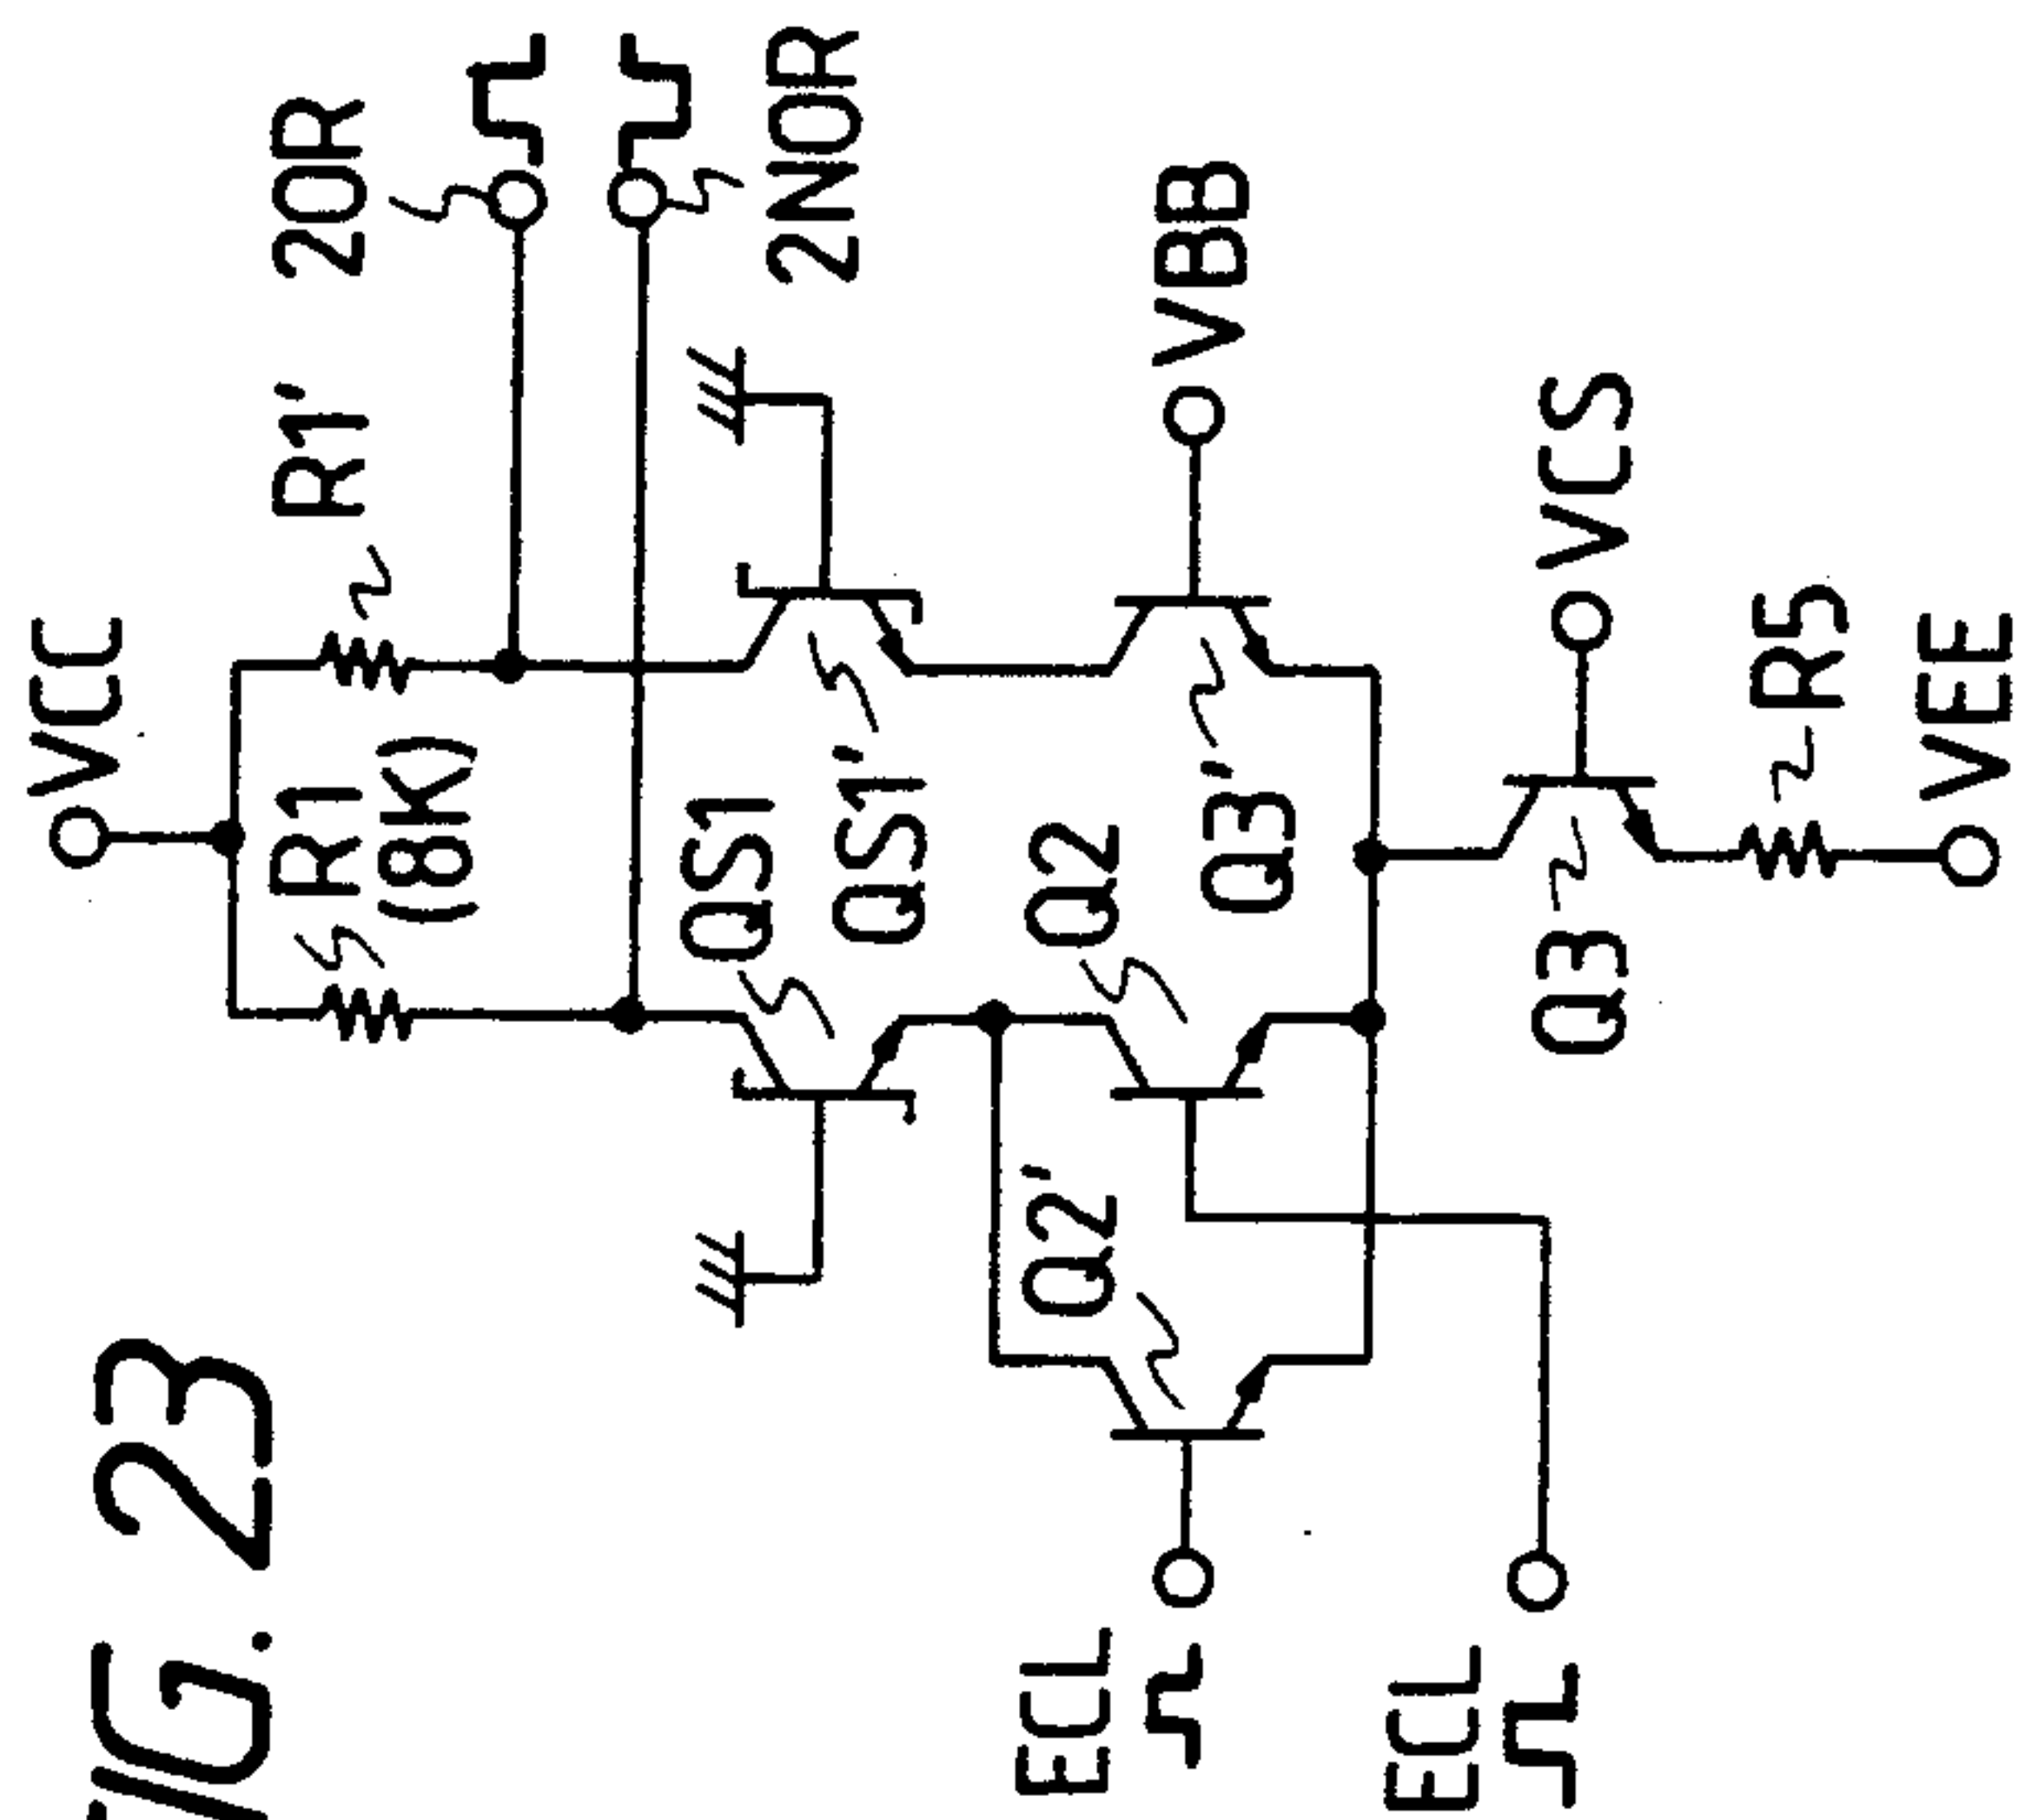 FIG. 23
VCC
R1
(8K)
R1'
2OR
2NOR
QS1
QS1'
Q2'
Q2
Q3'
VBB
ECL
ECL
Q3
VCS
R5
VEE